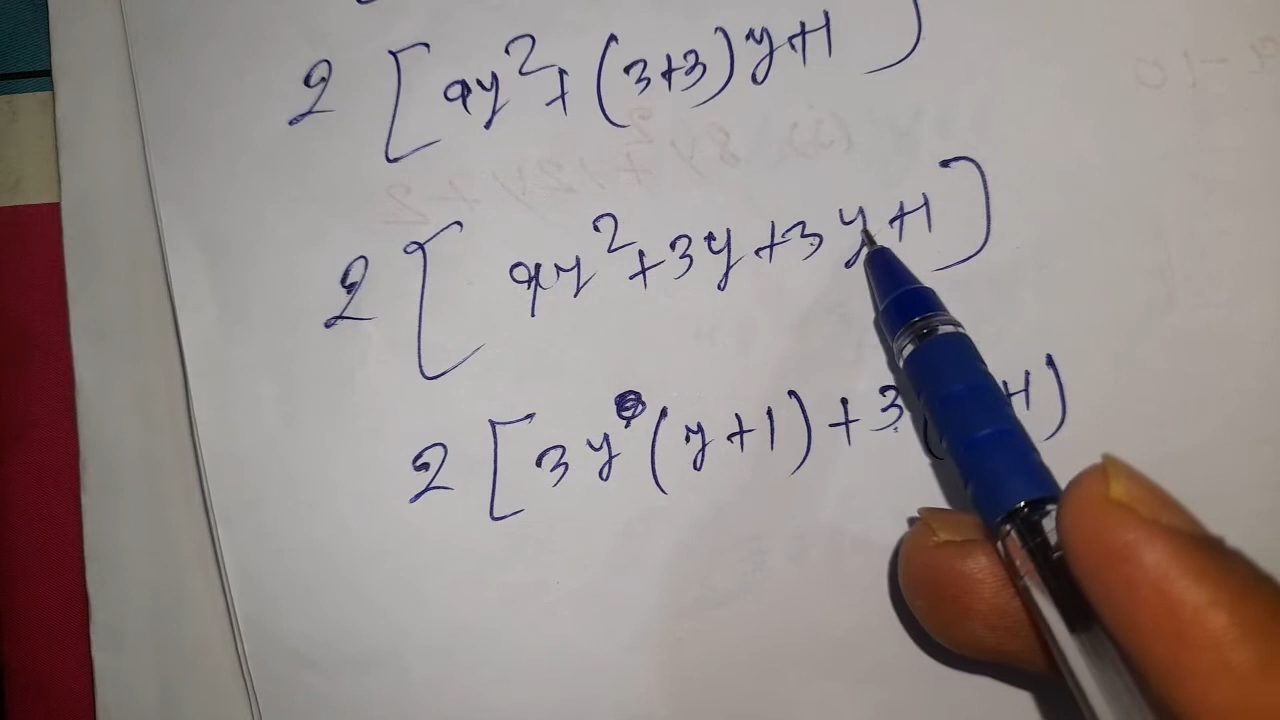 2 [9y² + (3+3)y+1]
2 [9y² + 3y + 3y + 1]
2 [3y (y+1) + 3